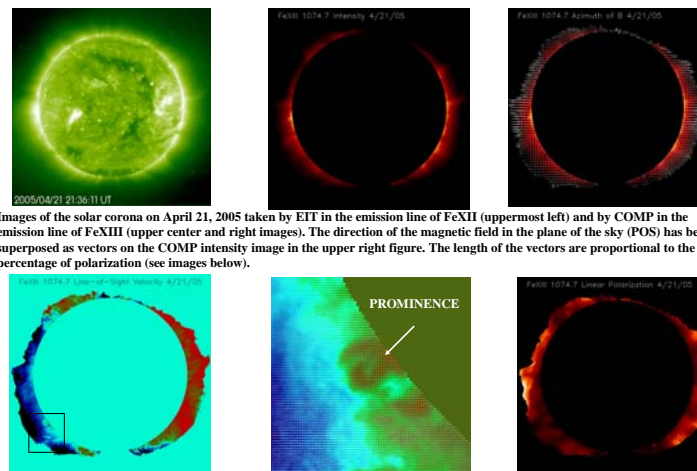 FeXIII 1074.7 Intensity 4/21/05
FeXIII 1074.7 Azimuth of B 4/21/05
2005/04/21 21:36:11 UT
Images of the solar corona on April 21, 2005 taken by EIT in the emission line of FeXII (uppermost left) and by COMP in the
emission line of FeXIII (upper center and right images). The direction of the magnetic field in the plane of the sky (POS) has be
superposed as vectors on the COMP intensity image in the upper right figure. The length of the vectors are proportional to the
percentage of polarization (see images below).
FeXIII 1074.7 Line-of-Sight Velocity 4/21/05
PROMINENCE
FeXIII 1074.7 Linear Polarization 4/21/05